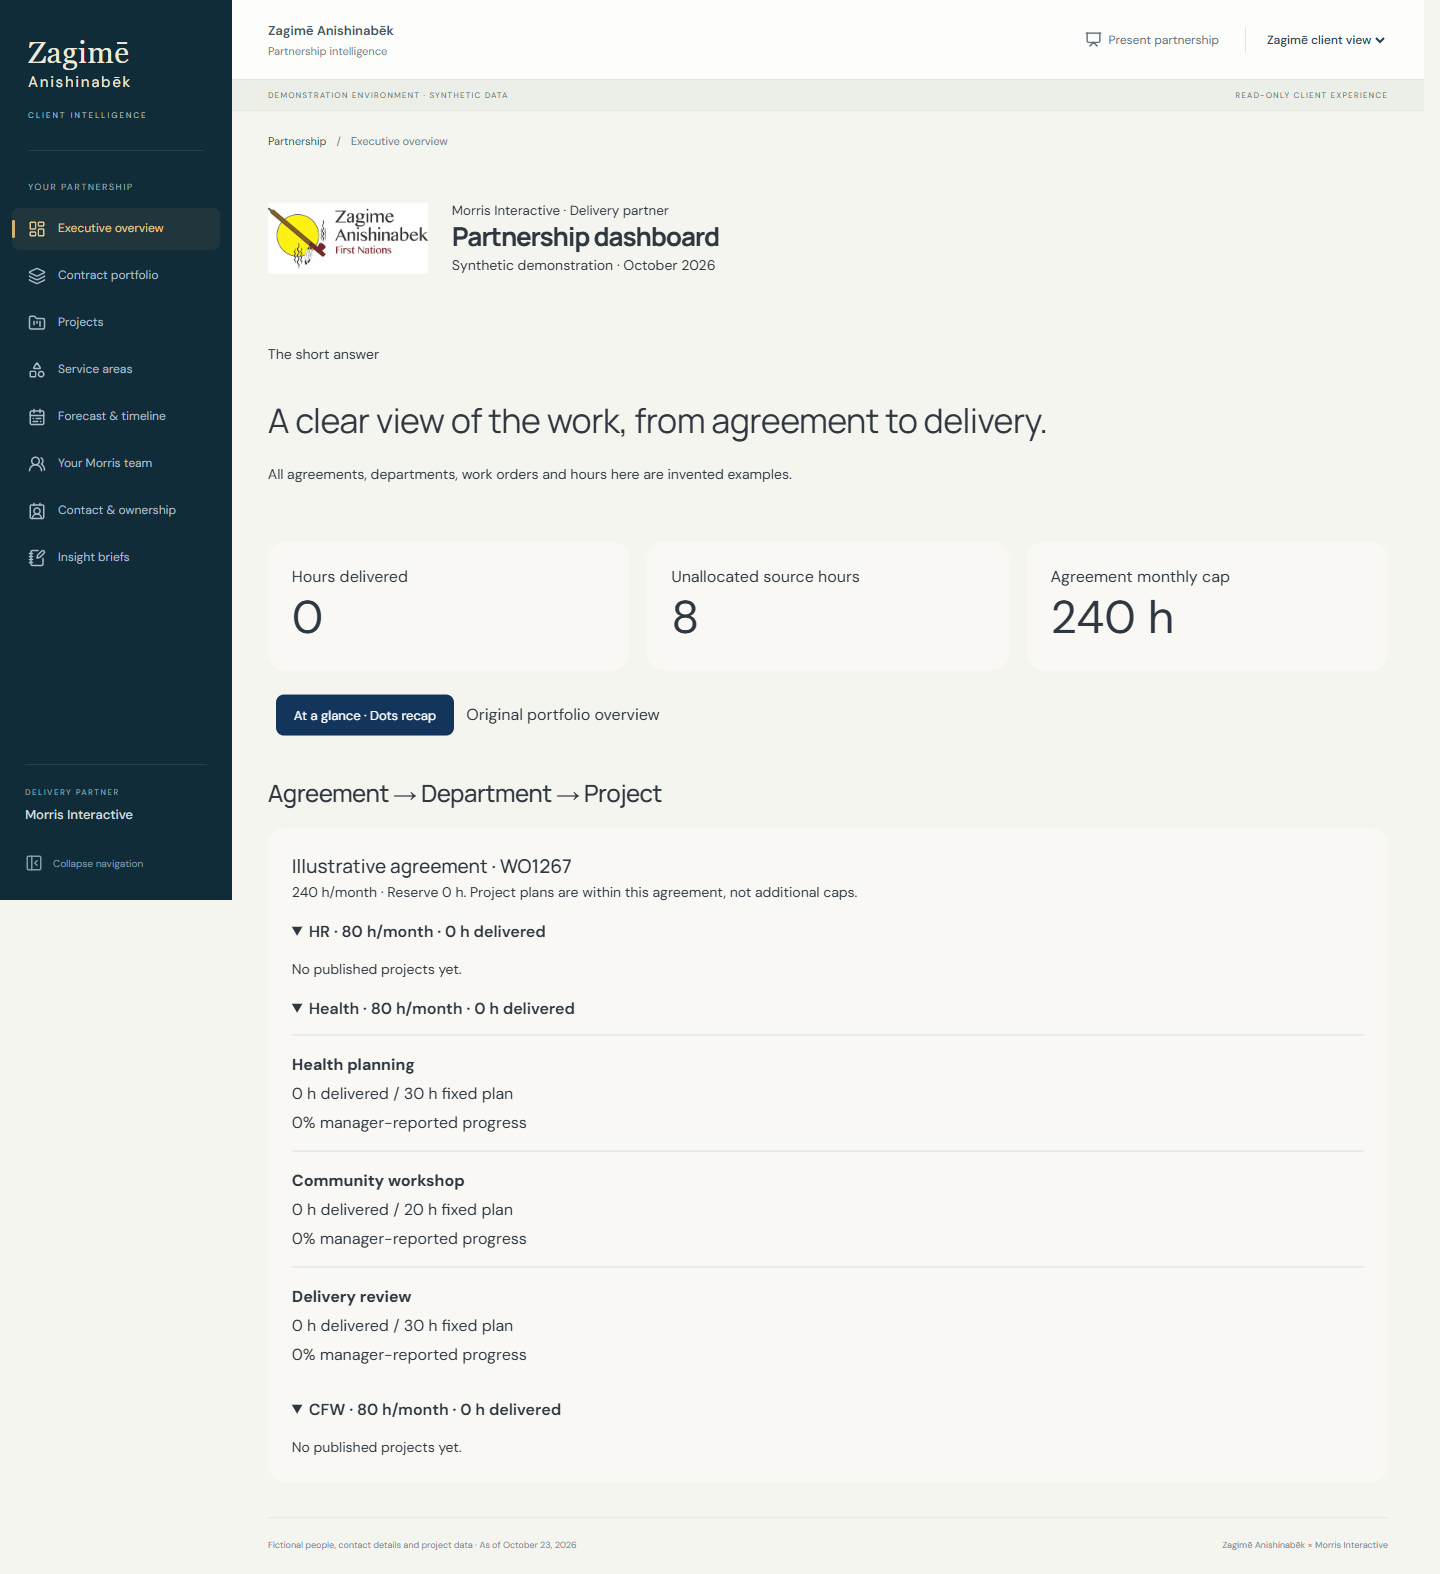 Zagimē
Anishinabēk
CLIENT INTELLIGENCE
YOUR PARTNERSHIP
Executive overview
Contract portfolio
Projects
Service areas
Forecast & timeline
Your Morris team
Contact & ownership
Insight briefs
DELIVERY PARTNER
Morris Interactive
Collapse navigation
Zagimē Anishinabēk
Partnership intelligence
Present partnership
Zagimē client view
DEMONSTRATION ENVIRONMENT · SYNTHETIC DATA
READ-ONLY CLIENT EXPERIENCE
Partnership / Executive overview
Zagime
Anishinabek
First Nations
Morris Interactive · Delivery partner
Partnership dashboard
Synthetic demonstration · October 2026
The short answer
A clear view of the work, from agreement to delivery.
All agreements, departments, work orders and hours here are invented examples.
Hours delivered
0
Unallocated source hours
8
Agreement monthly cap
240 h
At a glance · Dots recap
Original portfolio overview
Agreement → Department → Project
Illustrative agreement · WO1267
240 h/month · Reserve 0 h. Project plans are within this agreement, not additional caps.
▼ HR · 80 h/month · 0 h delivered
No published projects yet.
▼ Health · 80 h/month · 0 h delivered
Health planning
0 h delivered / 30 h fixed plan
0% manager-reported progress
Community workshop
0 h delivered / 20 h fixed plan
0% manager-reported progress
Delivery review
0 h delivered / 30 h fixed plan
0% manager-reported progress
▼ CFW · 80 h/month · 0 h delivered
No published projects yet.
Fictional people, contact details and project data · As of October 23, 2026
Zagimē Anishinabēk × Morris Interactive